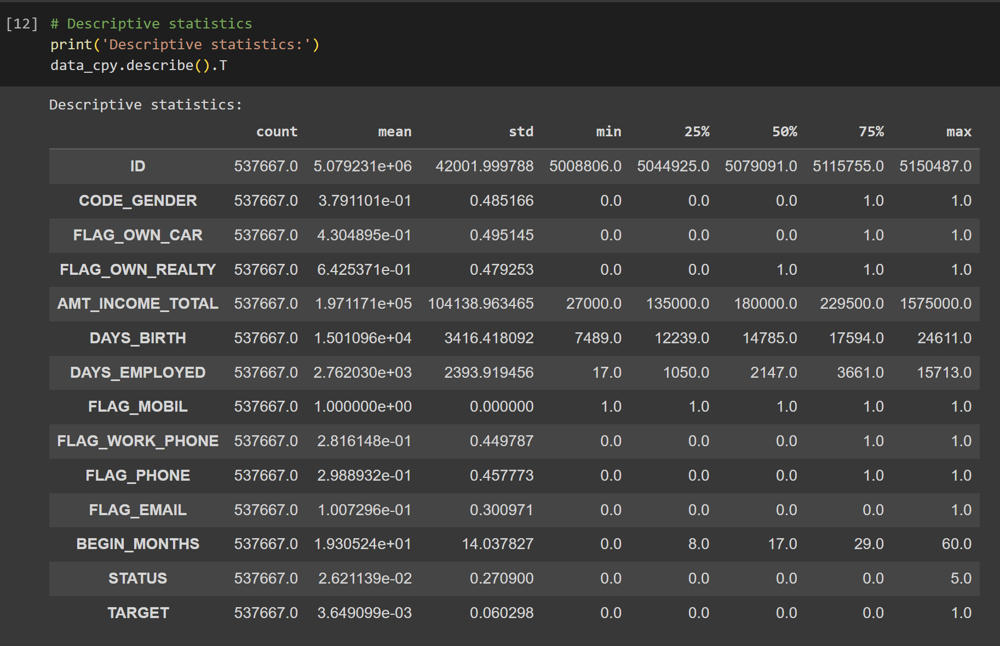 [12] # Descriptive statistics
print('Descriptive statistics:')
data_cpy.describe().T
Descriptive statistics:
count mean std min 25% 50% 75% max
ID 537667.0 5.079231e+06 42001.999788 5008806.0 5044925.0 5079091.0 5115755.0 5150487.0
CODE_GENDER 537667.0 3.791101e-01 0.485166 0.0 0.0 0.0 1.0 1.0
FLAG_OWN_CAR 537667.0 4.304895e-01 0.495145 0.0 0.0 0.0 1.0 1.0
FLAG_OWN_REALTY 537667.0 6.425371e-01 0.479253 0.0 0.0 1.0 1.0 1.0
AMT_INCOME_TOTAL 537667.0 1.971171e+05 104138.963465 27000.0 135000.0 180000.0 229500.0 1575000.0
DAYS_BIRTH 537667.0 1.501096e+04 3416.418092 7489.0 12239.0 14785.0 17594.0 24611.0
DAYS_EMPLOYED 537667.0 2.762030e+03 2393.919456 17.0 1050.0 2147.0 3661.0 15713.0
FLAG_MOBIL 537667.0 1.000000e+00 0.000000 1.0 1.0 1.0 1.0 1.0
FLAG_WORK_PHONE 537667.0 2.816148e-01 0.449787 0.0 0.0 0.0 1.0 1.0
FLAG_PHONE 537667.0 2.988932e-01 0.457773 0.0 0.0 0.0 1.0 1.0
FLAG_EMAIL 537667.0 1.007296e-01 0.300971 0.0 0.0 0.0 0.0 1.0
BEGIN_MONTHS 537667.0 1.930524e+01 14.037827 0.0 8.0 17.0 29.0 60.0
STATUS 537667.0 2.621139e-02 0.270900 0.0 0.0 0.0 0.0 5.0
TARGET 537667.0 3.649099e-03 0.060298 0.0 0.0 0.0 0.0 1.0